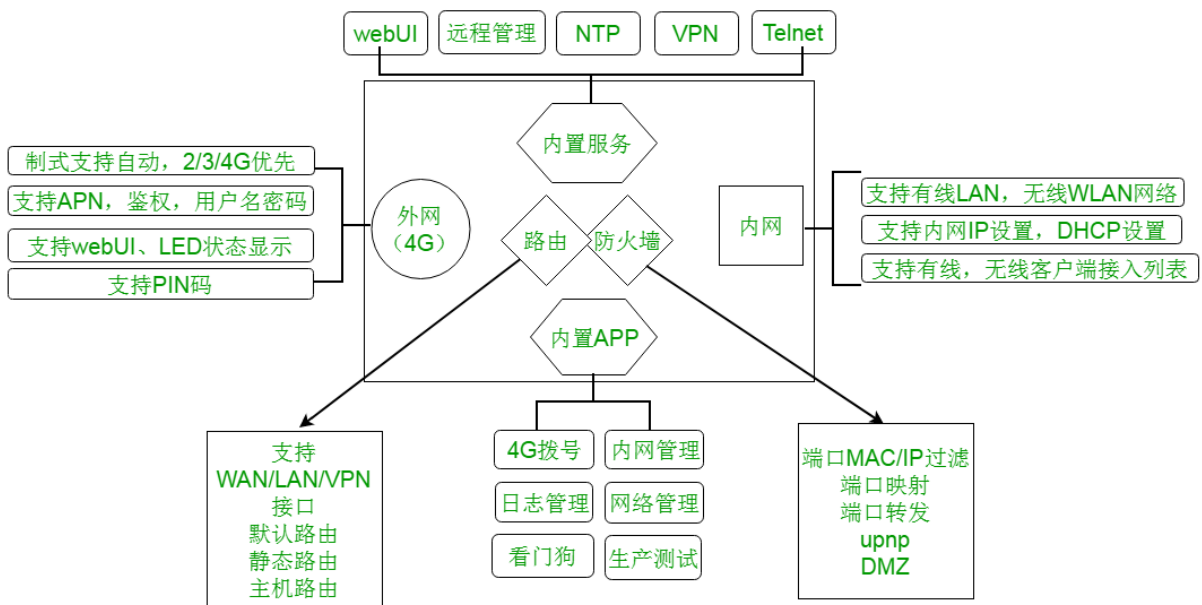 webUI
远程管理
NTP
VPN
Telnet
内置服务
制式支持自动，2/3/4G优先
支持APN，鉴权，用户名密码
支持webUI、LED状态显示
支持PIN码
外网
（4G）
路由
防火墙
内网
支持有线LAN，无线WLAN网络
支持内网IP设置，DHCP设置
支持有线，无线客户端接入列表
内置APP
支持
WAN/LAN/VPN
接口
默认路由
静态路由
主机路由
4G拨号
内网管理
日志管理
网络管理
看门狗
生产测试
端口MAC/IP过滤
端口映射
端口转发
upnp
DMZ